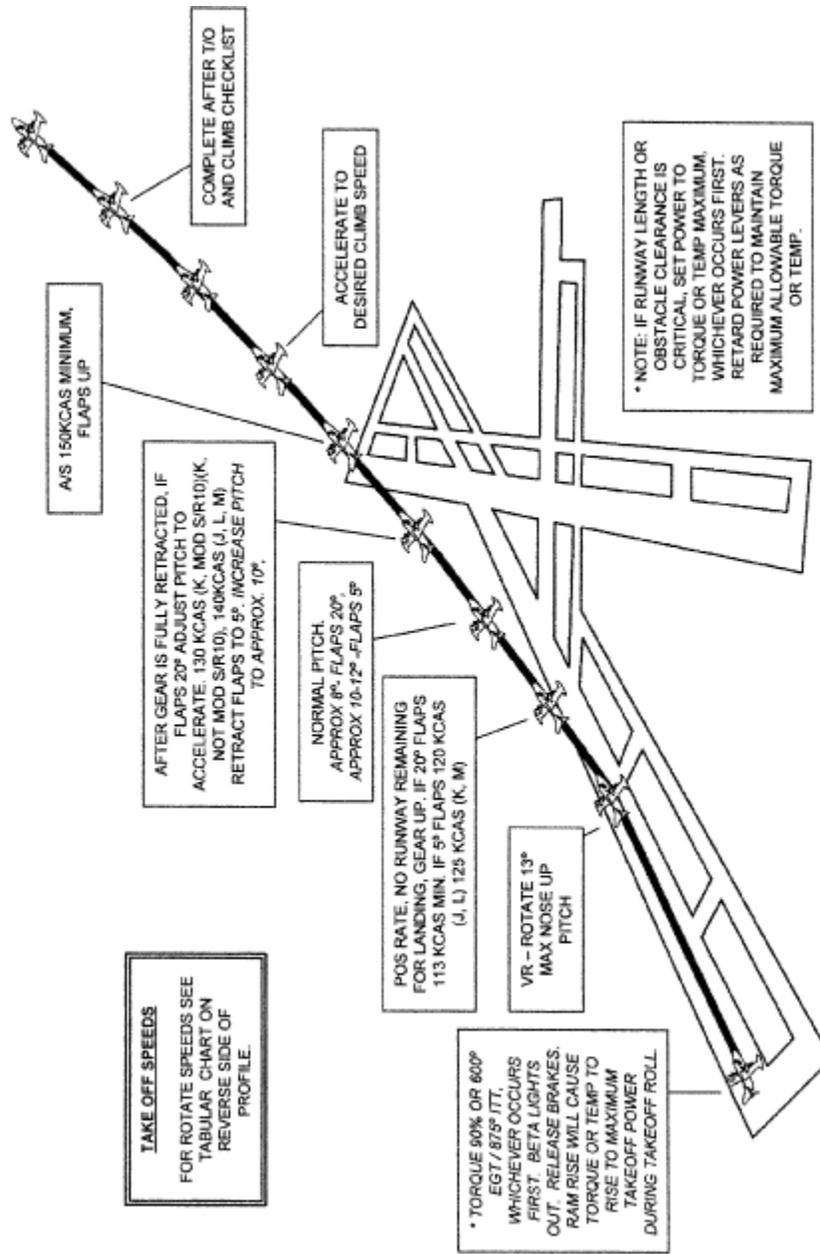 TAKE OFF SPEEDS
FOR ROTATE SPEEDS SEE
TABULAR CHART ON
REVERSE SIDE OF
PROFILE.
* TORQUE 90% OR 600º
EGT / 875º ITT,
WHICHEVER OCCURS
FIRST. BETA LIGHTS
OUT. RELEASE BRAKES,
RAM RISE WILL CAUSE
TORQUE OR TEMP TO
RISE TO MAXIMUM
TAKEOFF POWER
DURING TAKEOFF ROLL.
VR – ROTATE 13º
MAX NOSE UP
PITCH
POS RATE, NO RUNWAY REMAINING
FOR LANDING, GEAR UP. IF 20º FLAPS
113 KCAS MIN. IF 5º FLAPS 120 KCAS
(J, L) 125 KCAS (K, M)
NORMAL PITCH.
APPROX 8º- FLAPS 20º,
APPROX 10-12º -FLAPS 5º
AFTER GEAR IS FULLY RETRACTED, IF
FLAPS 20º ADJUST PITCH TO
ACCELERATE. 130 KCAS (K, MOD S/R10)(K,
NOT MOD S/R10), 140KCAS (J, L, M)
RETRACT FLAPS TO 5º. INCREASE PITCH
TO APPROX. 10º.
A/S 150KCAS MINIMUM,
FLAPS UP
ACCELERATE TO
DESIRED CLIMB SPEED
COMPLETE AFTER T/O
AND CLIMB CHECKLIST
* NOTE: IF RUNWAY LENGTH OR
OBSTACLE CLEARANCE IS
CRITICAL, SET POWER TO
TORQUE OR TEMP MAXIMUM,
WHICHEVER OCCURS FIRST.
RETARD POWER LEVERS AS
REQUIRED TO MAINTAIN
MAXIMUM ALLOWABLE TORQUE
OR TEMP.